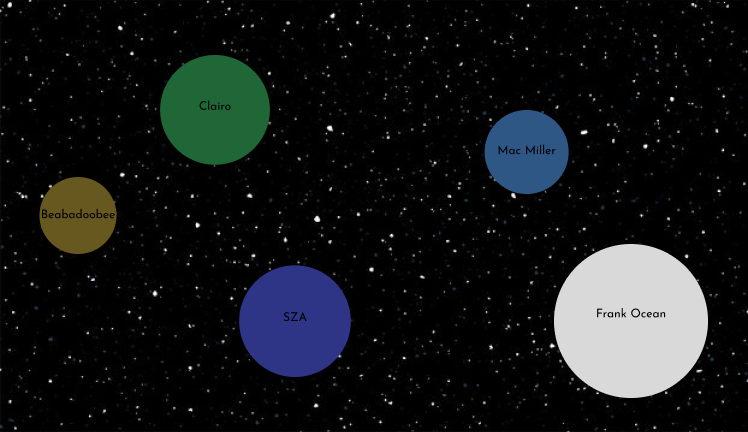 Clairo
Mac Miller
Beabadoobee
Frank Ocean
SZA